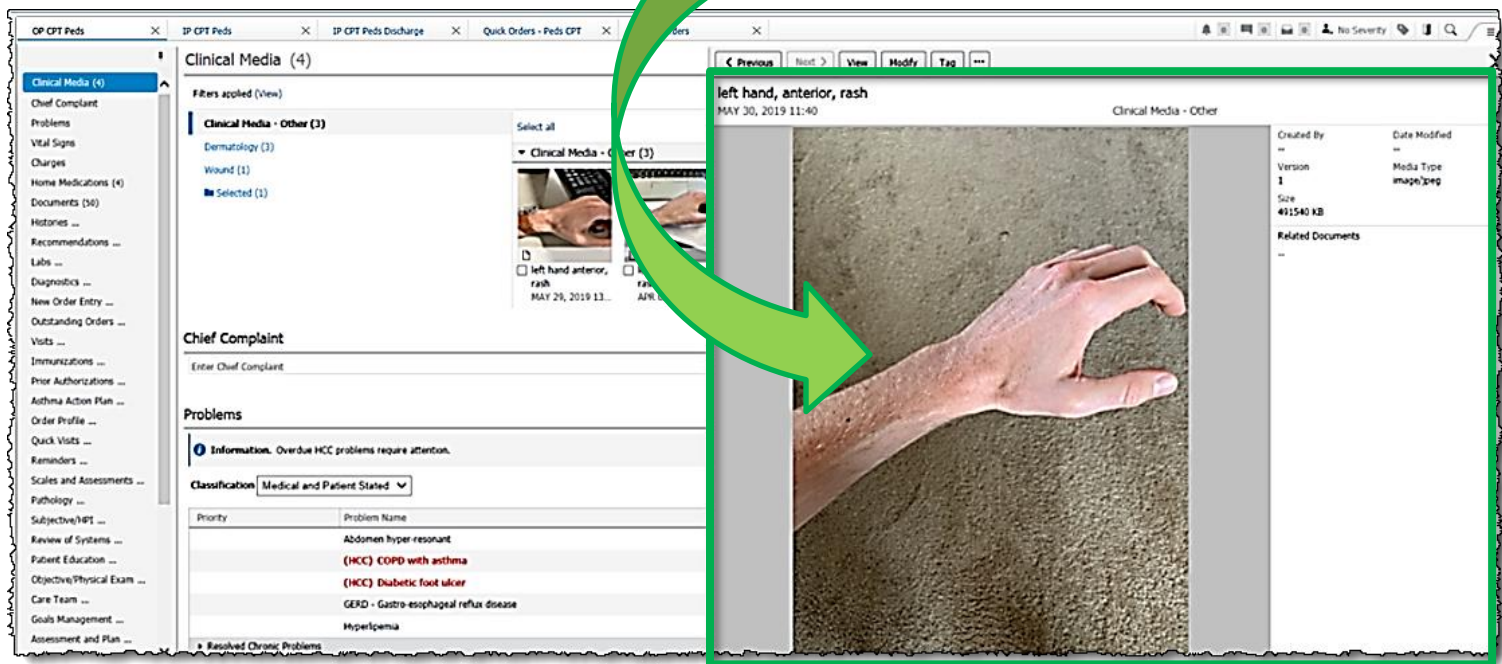 OP CPT Peds
IP CPT Peds
IP CPT Peds Discharge
Quick Orders - Peds CPT
No Severity
Clinical Media (4)
Chief Complaint
Problems
Vital Signs
Charges
Home Medications (4)
Documents (50)
Histories ...
Recommendations ...
Labs ...
Diagnostics ...
New Order Entry ...
Outstanding Orders ...
Visits ...
Immunizations ...
Prior Authorizations ...
Asthma Action Plan ...
Order Profile ...
Quick Visits ...
Reminders ...
Scales and Assessments ...
Pathology ...
Subjective/HPI ...
Review of Systems ...
Patient Education ...
Objective/Physical Exam ...
Care Team ...
Goals Management ...
Assessment and Plan ...
Clinical Media (4)
Filters applied (View)
Clinical Media - Other (3)
Dermatology (3)
Wound (1)
Selected (1)
Select all
Clinical Media - (3)
left hand anterior,
rash
MAY 29, 2019 13...
APR
Chief Complaint
Enter Chief Complaint
Problems
Information. Overdue HCC problems require attention.
Classification Medical and Patient Stated
Priority Problem Name
Abdomen hyper-resonant
(HCC) COPD with asthma
(HCC) Diabetic foot ulcer
GERD - Gastro-esophageal reflux disease
Hyperlipemia
Resolved Chronic Problems
< Previous Next > View Modify Tag ...
left hand, anterior, rash
MAY 30, 2019 11:40 Clinical Media - Other
Created By Date Modified
-- --
Version Media Type
1 image/jpeg
Size
491540 KB
Related Documents
--